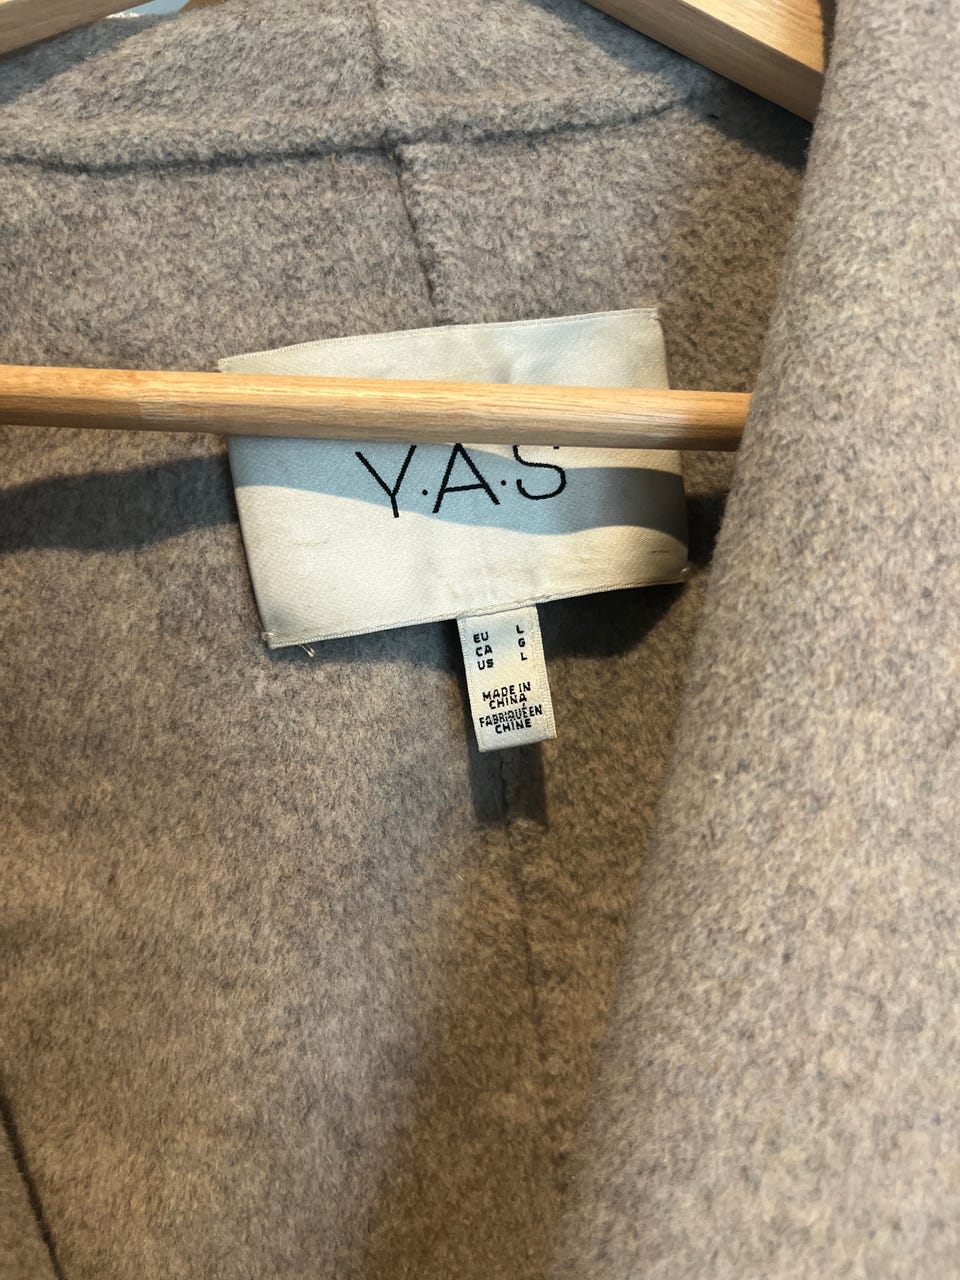 Y.A.S
EU L
CA G
US L
MADE IN
CHINA
FABRIQUÉ EN
CHINE